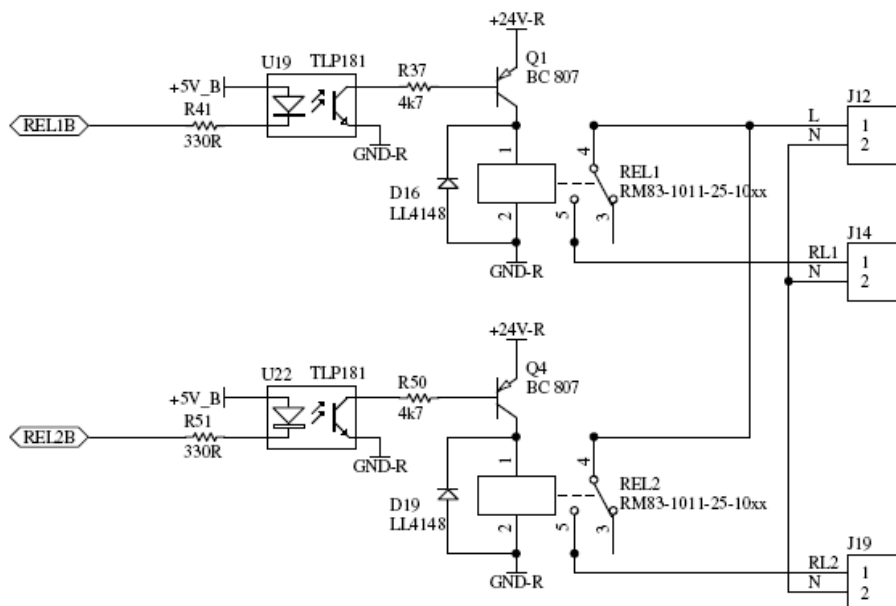 +24V-R
U19 TLP181
Q1
BC 807
+5V_B
R37
4k7
R41
330R
REL1B
GND-R
J12
L
N
1
2
1
4
REL1
RM83-1011-25-10xx
D16
LL4148
2
5
3
GND-R
J14
RL1
N
1
2
+24V-R
U22 TLP181
Q4
BC 807
+5V_B
R50
4k7
R51
330R
REL2B
GND-R
1
4
REL2
RM83-1011-25-10xx
D19
LL4148
2
5
3
GND-R
J19
RL2
N
1
2